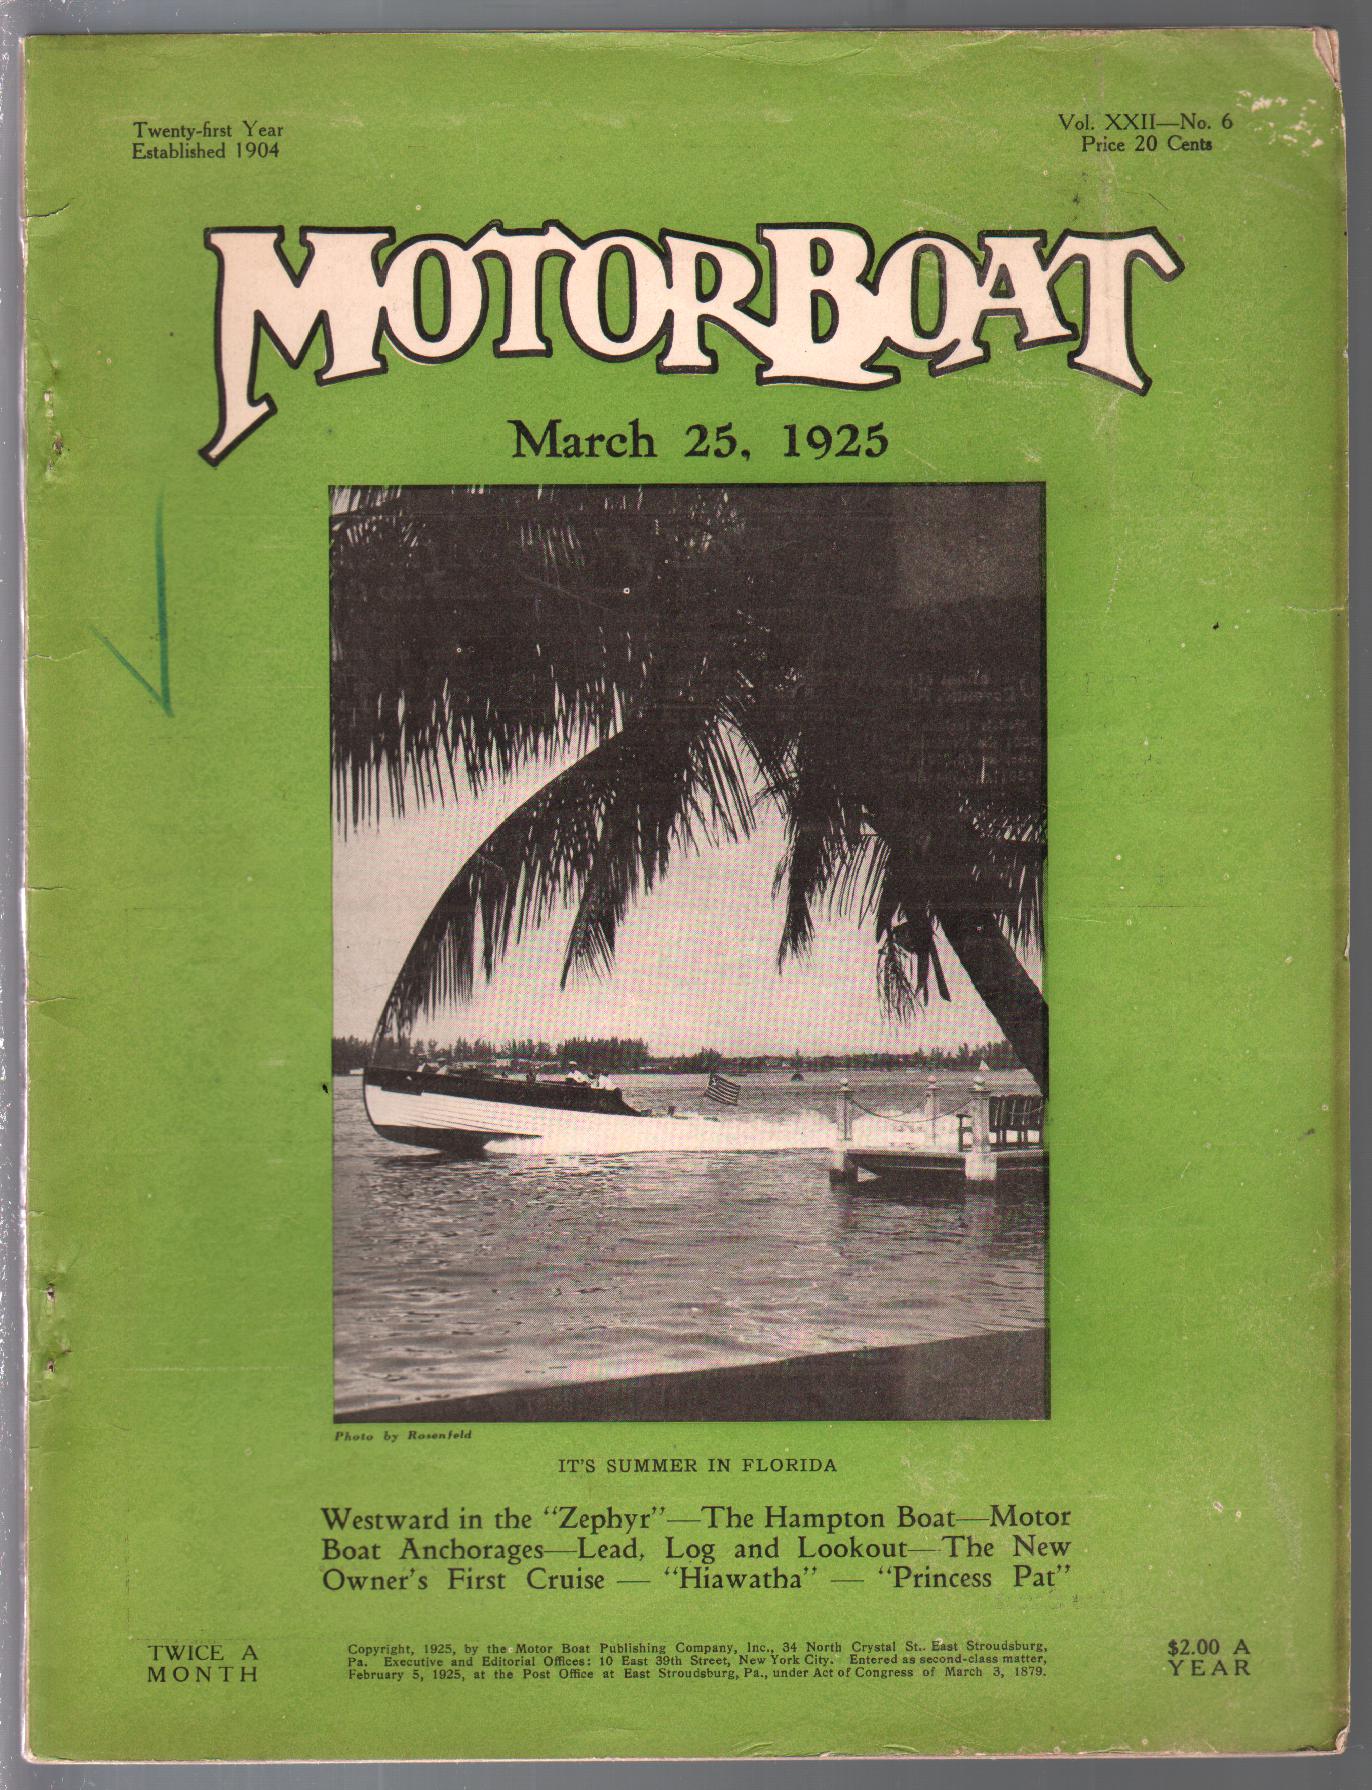 Twenty-first Year
Established 1904
Vol. XXII—No. 6
Price 20 Cents
MOTORBOAT
March 25, 1925
Photo by Rosenfeld
IT'S SUMMER IN FLORIDA
Westward in the "Zephyr"—The Hampton Boat—Motor
Boat Anchorages—Lead, Log and Lookout—The New
Owner's First Cruise — "Hiawatha" — "Princess Pat"
TWICE A
MONTH
Copyright, 1925, by the Motor Boat Publishing Company, Inc., 34 North Crystal St., East Stroudsburg,
Pa. Executive and Editorial Offices: 10 East 39th Street, New York City. Entered as second-class matter,
February 5, 1925, at the Post Office at East Stroudsburg, Pa., under Act of Congress of March 3, 1879.
$2.00 A
YEAR